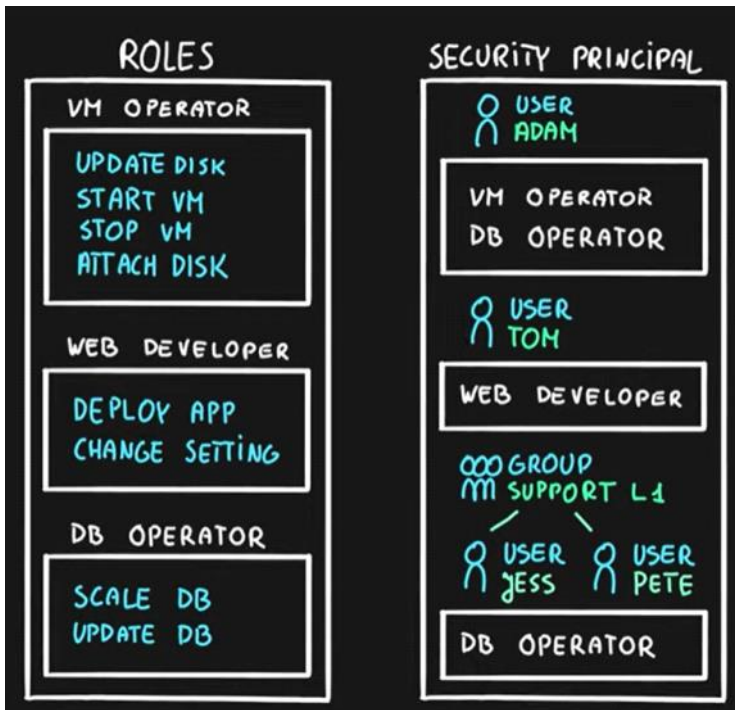 ROLES
VM OPERATOR
UPDATE DISK
START VM
STOP VM
ATTACH DISK
WEB DEVELOPER
DEPLOY APP
CHANGE SETTING
DB OPERATOR
SCALE DB
UPDATE DB
SECURITY PRINCIPAL
USER
ADAM
VM OPERATOR
DB OPERATOR
USER
TOM
WEB DEVELOPER
GROUP
SUPPORT L1
USER
JESS
USER
PETE
DB OPERATOR